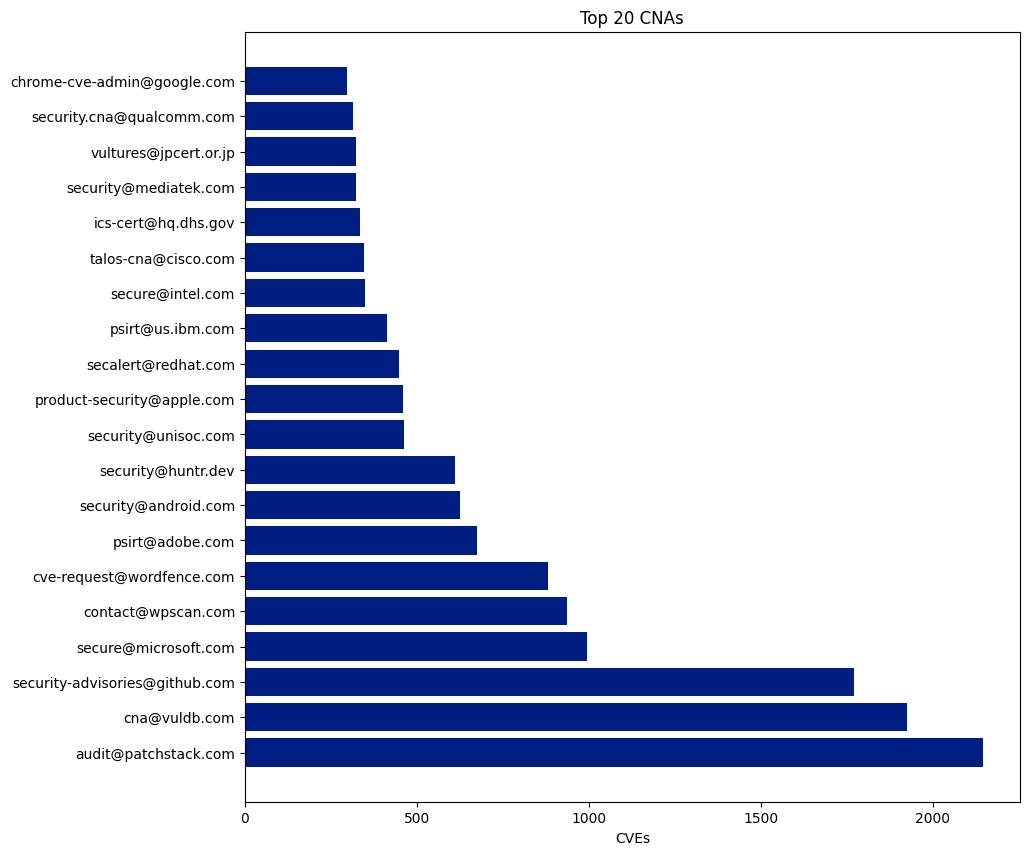 Top 20 CNAs
chrome-cve-admin@google.com
security.cna@qualcomm.com
vultures@jpcert.or.jp
security@mediatek.com
ics-cert@hq.dhs.gov
talos-cna@cisco.com
secure@intel.com
psirt@us.ibm.com
secalert@redhat.com
product-security@apple.com
security@unisoc.com
security@huntr.dev
security@android.com
psirt@adobe.com
cve-request@wordfence.com
contact@wpscan.com
secure@microsoft.com
security-advisories@github.com
cna@vuldb.com
audit@patchstack.com
0 500 1000 1500 2000
CVEs